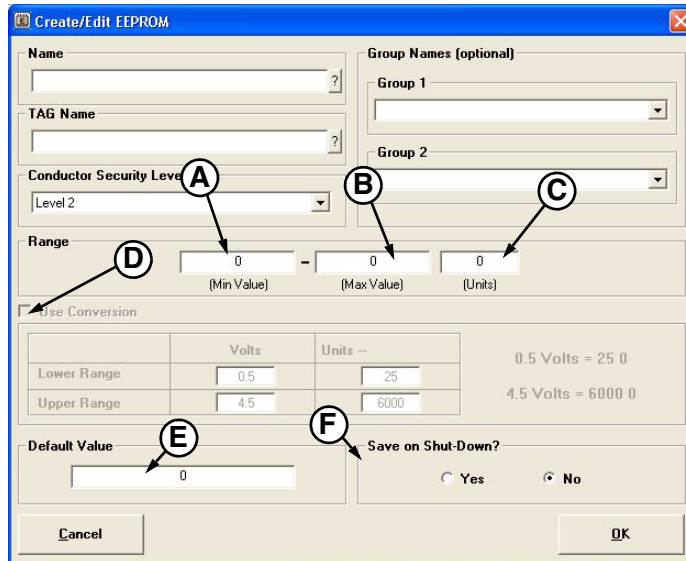 Create/Edit EEPROM
Name
?
TAG Name
?
Conductor Security Leve
Level 2
Group Names (optional)
Group 1
Group 2
A
B
C
D
Range
0 - 0 0
(Min Value) (Max Value) (Units)
Use Conversion
Volts Units --
Lower Range 0.5 25
Upper Range 4.5 6000
0.5 Volts = 25 0
4.5 Volts = 6000 0
E
F
Default Value
0
Save on Shut-Down?
Yes No
Cancel
OK